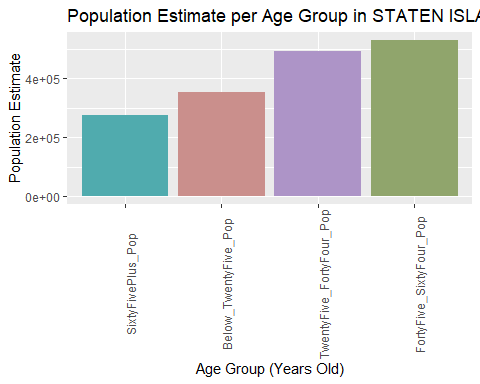 Population Estimate per Age Group in STATEN ISLA
Population Estimate
4e+05
2e+05
0e+00
SixtyFivePlus_Pop
Below_TwentyFive_Pop
TwentyFive_FortyFour_Pop
FortyFive_SixtyFour_Pop
Age Group (Years Old)